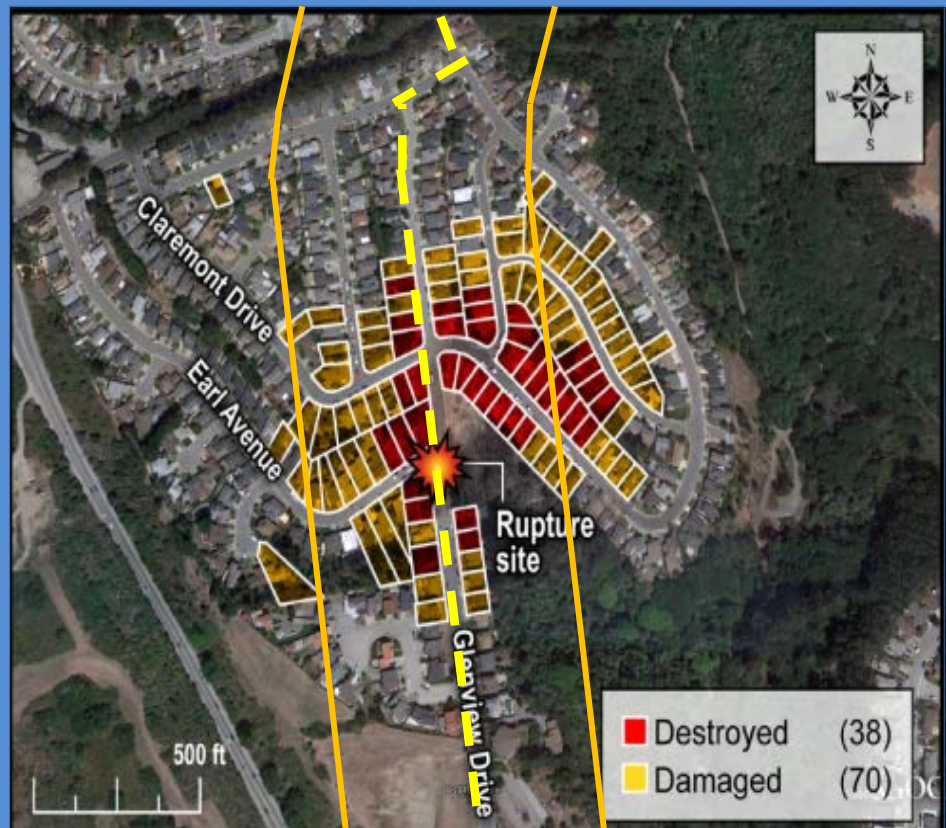 N
W E
S
Claremont Drive
Earl Avenue
Rupture
site
Glenview Drive
500 ft
Destroyed (38)
Damaged (70)